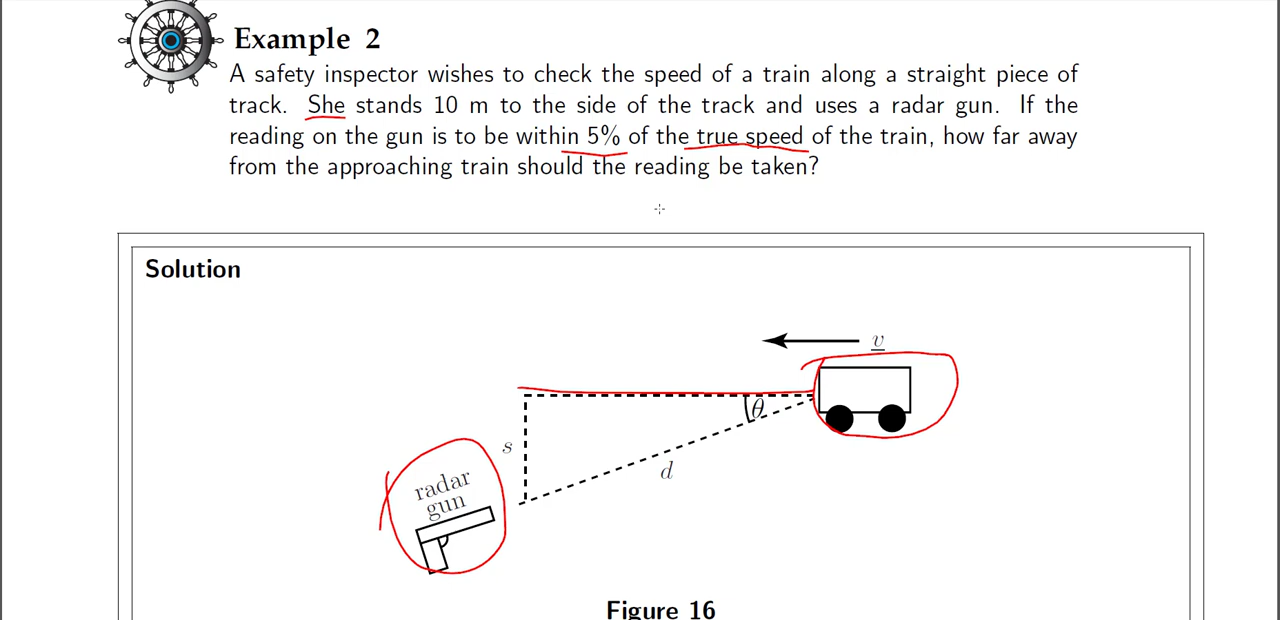 Example 2
A safety inspector wishes to check the speed of a train along a straight piece of
track. She stands 10 m to the side of the track and uses a radar gun. If the
reading on the gun is to be within 5% of the true speed of the train, how far away
from the approaching train should the reading be taken?
Solution
v
θ
s
d
radar
gun
Figure 16